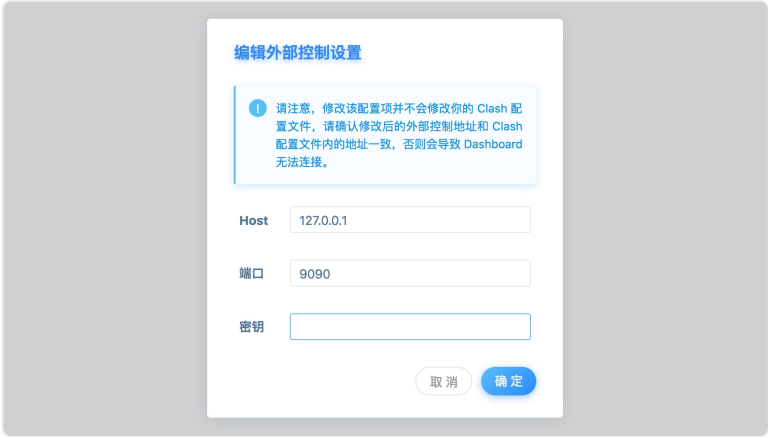 编辑外部控制设置
请注意，修改该配置项并不会修改你的 Clash 配
置文件，请确认修改后的外部控制地址和 Clash
配置文件内的地址一致，否则会导致 Dashboard
无法连接。
Host 127.0.0.1
端口 9090
密钥
取 消 确 定